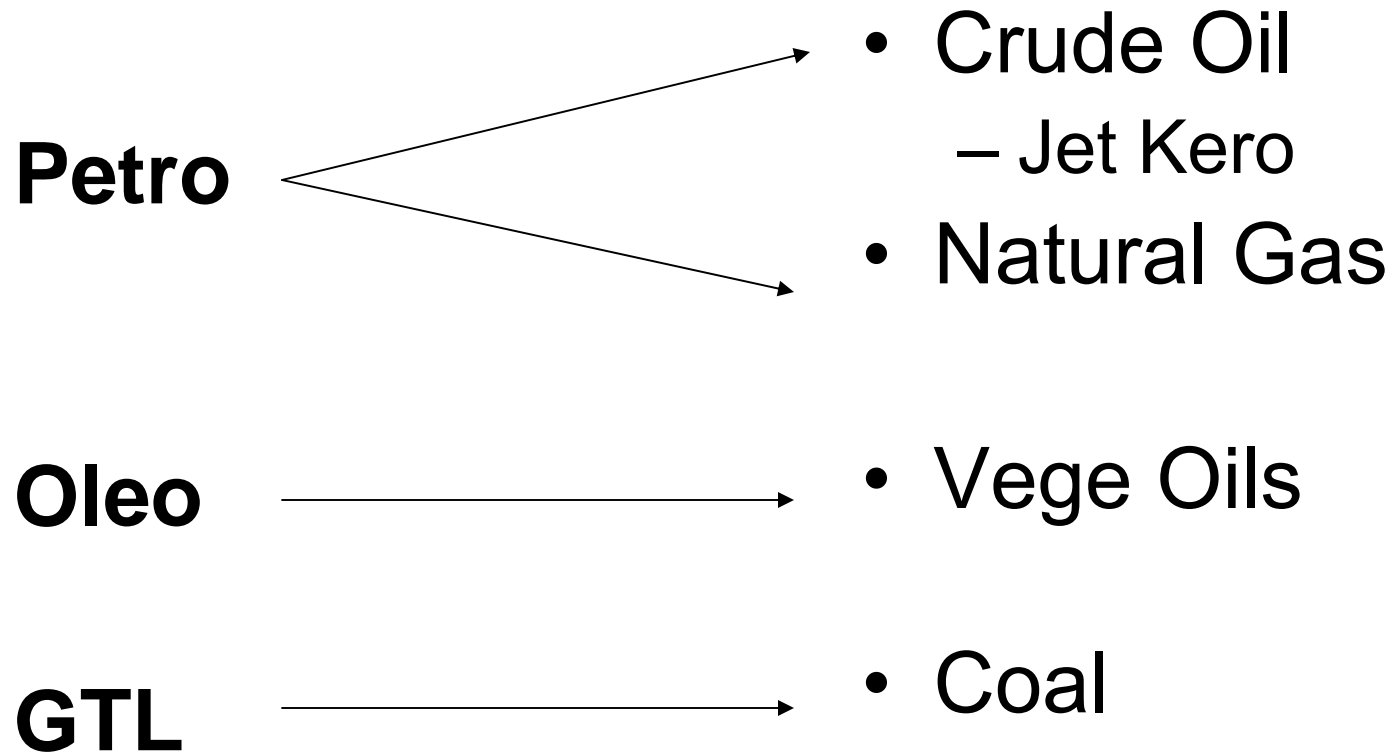 Petro
• Crude Oil
– Jet Kero
• Natural Gas
Oleo
• Vege Oils
GTL
• Coal